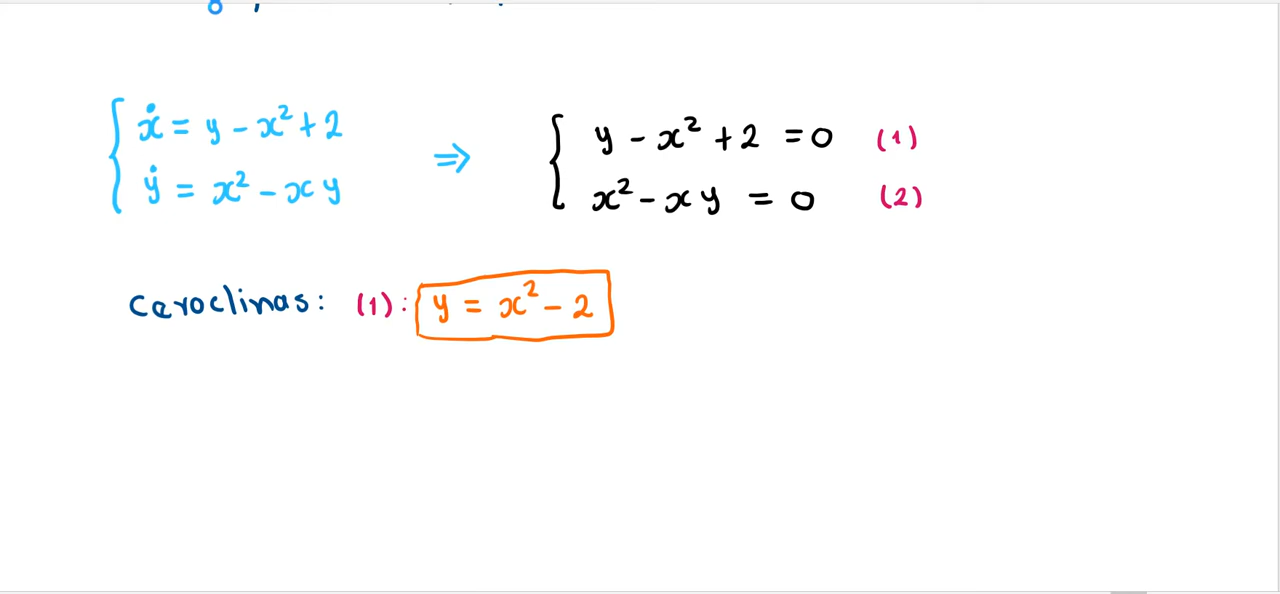 ẋ = y - x² + 2 ⇒ y - x² + 2 = 0 (1)
ẏ = x² - xy x² - xy = 0 (2)
Ceroclinas: (1): y = x² - 2